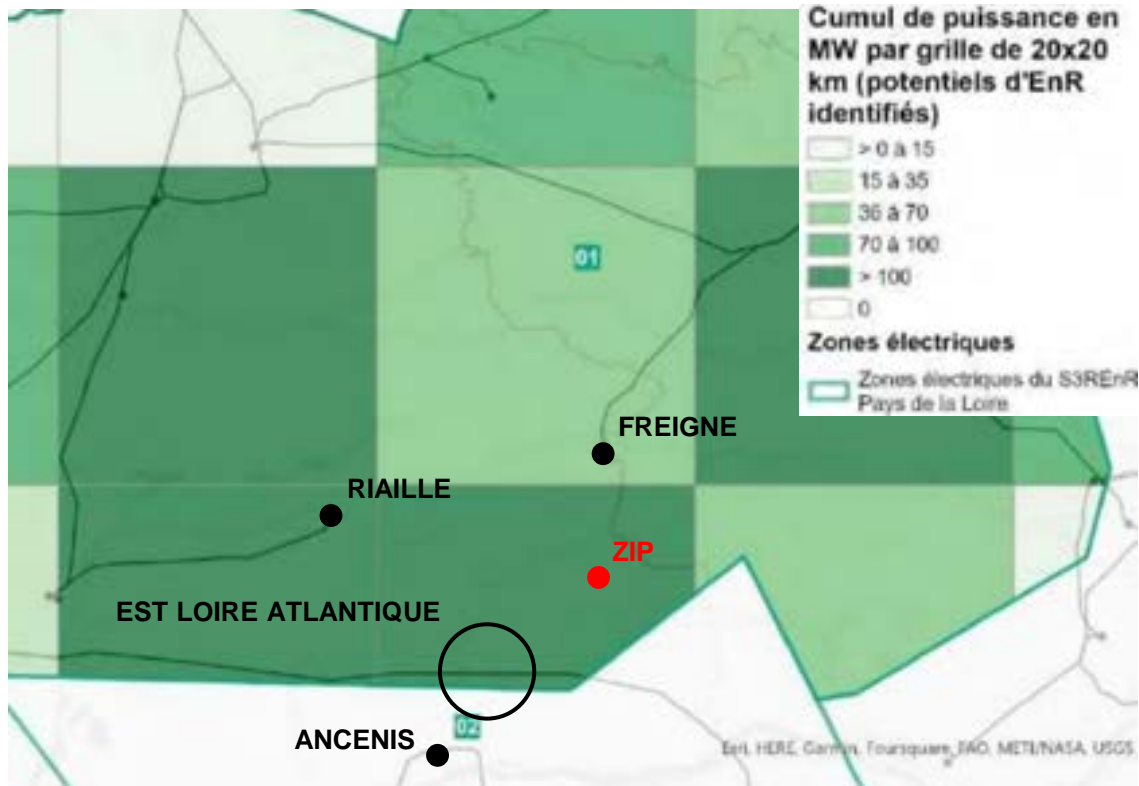 Cumul de puissance en
MW par grille de 20x20
km (potentiels d'EnR
identifiés)
> 0 à 15
15 à 35
36 à 70
70 à 100
> 100
0
Zones électriques
Zones électriques du S3REnR
Pays de la Loire
01
FREIGNE
RIAILLE
ZIP
EST LOIRE ATLANTIQUE
02
ANCENIS
Esri, HERE, Garmin, Foursquare, FAO, METI/NASA, USGS